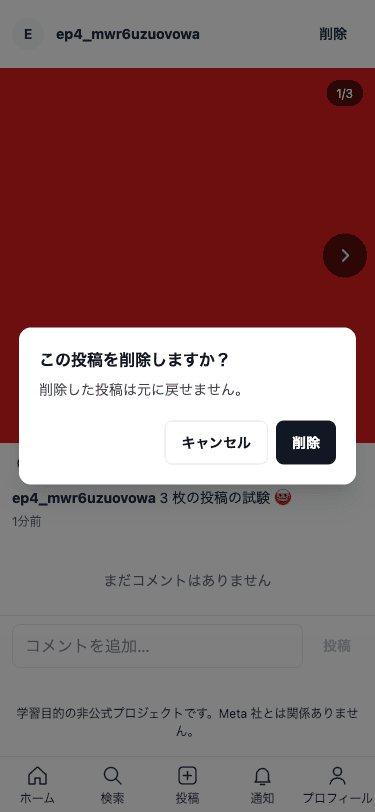 E ep4_mwr6uzuovowa 削除
1/3
この投稿を削除しますか？
削除した投稿は元に戻せません。
キャンセル 削除
ep4_mwr6uzuovowa 3 枚の投稿の試験
1分前
まだコメントはありません
コメントを追加... 投稿
学習目的の非公式プロジェクトです。Meta 社とは関係ありませ
ん。
ホーム 検索 投稿 通知 プロフィール